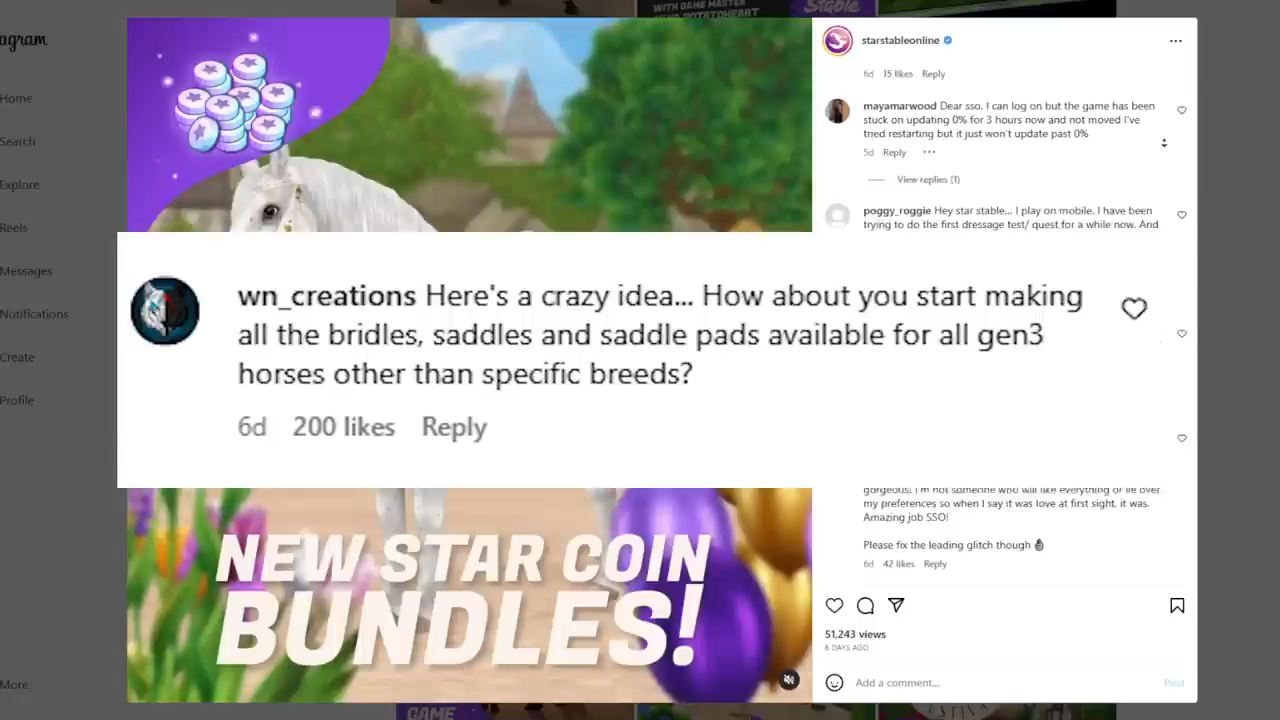 WITH GAME MASTER
Stable
agram
Home
Search
Explore
Reels
Messages
Notifications
Create
Profile
More
starstableonline
6d 15 likes Reply
mayamarwood Dear sso, I can log on but the game has been
stuck on updating 0% for 3 hours now and not moved I've
tried restarting but it just won't update past 0%
5d Reply
View replies (1)
poggy_roggie Hey star stable... I play on mobile, I have been
trying to do the first dressage test/ quest for a while now. And
wn_creations Here's a crazy idea... How about you start making
all the bridles, saddles and saddle pads available for all gen3
horses other than specific breeds?
6d 200 likes Reply
gorgeous. I'm not someone who will like everything or lie over
my preferences so when I say it was love at first sight, it was.
Amazing job SSO!
Please fix the leading glitch though
6d 42 likes Reply
NEW STAR COIN
BUNDLES!
51,243 views
6 DAYS AGO
Add a comment...
Post
GAME